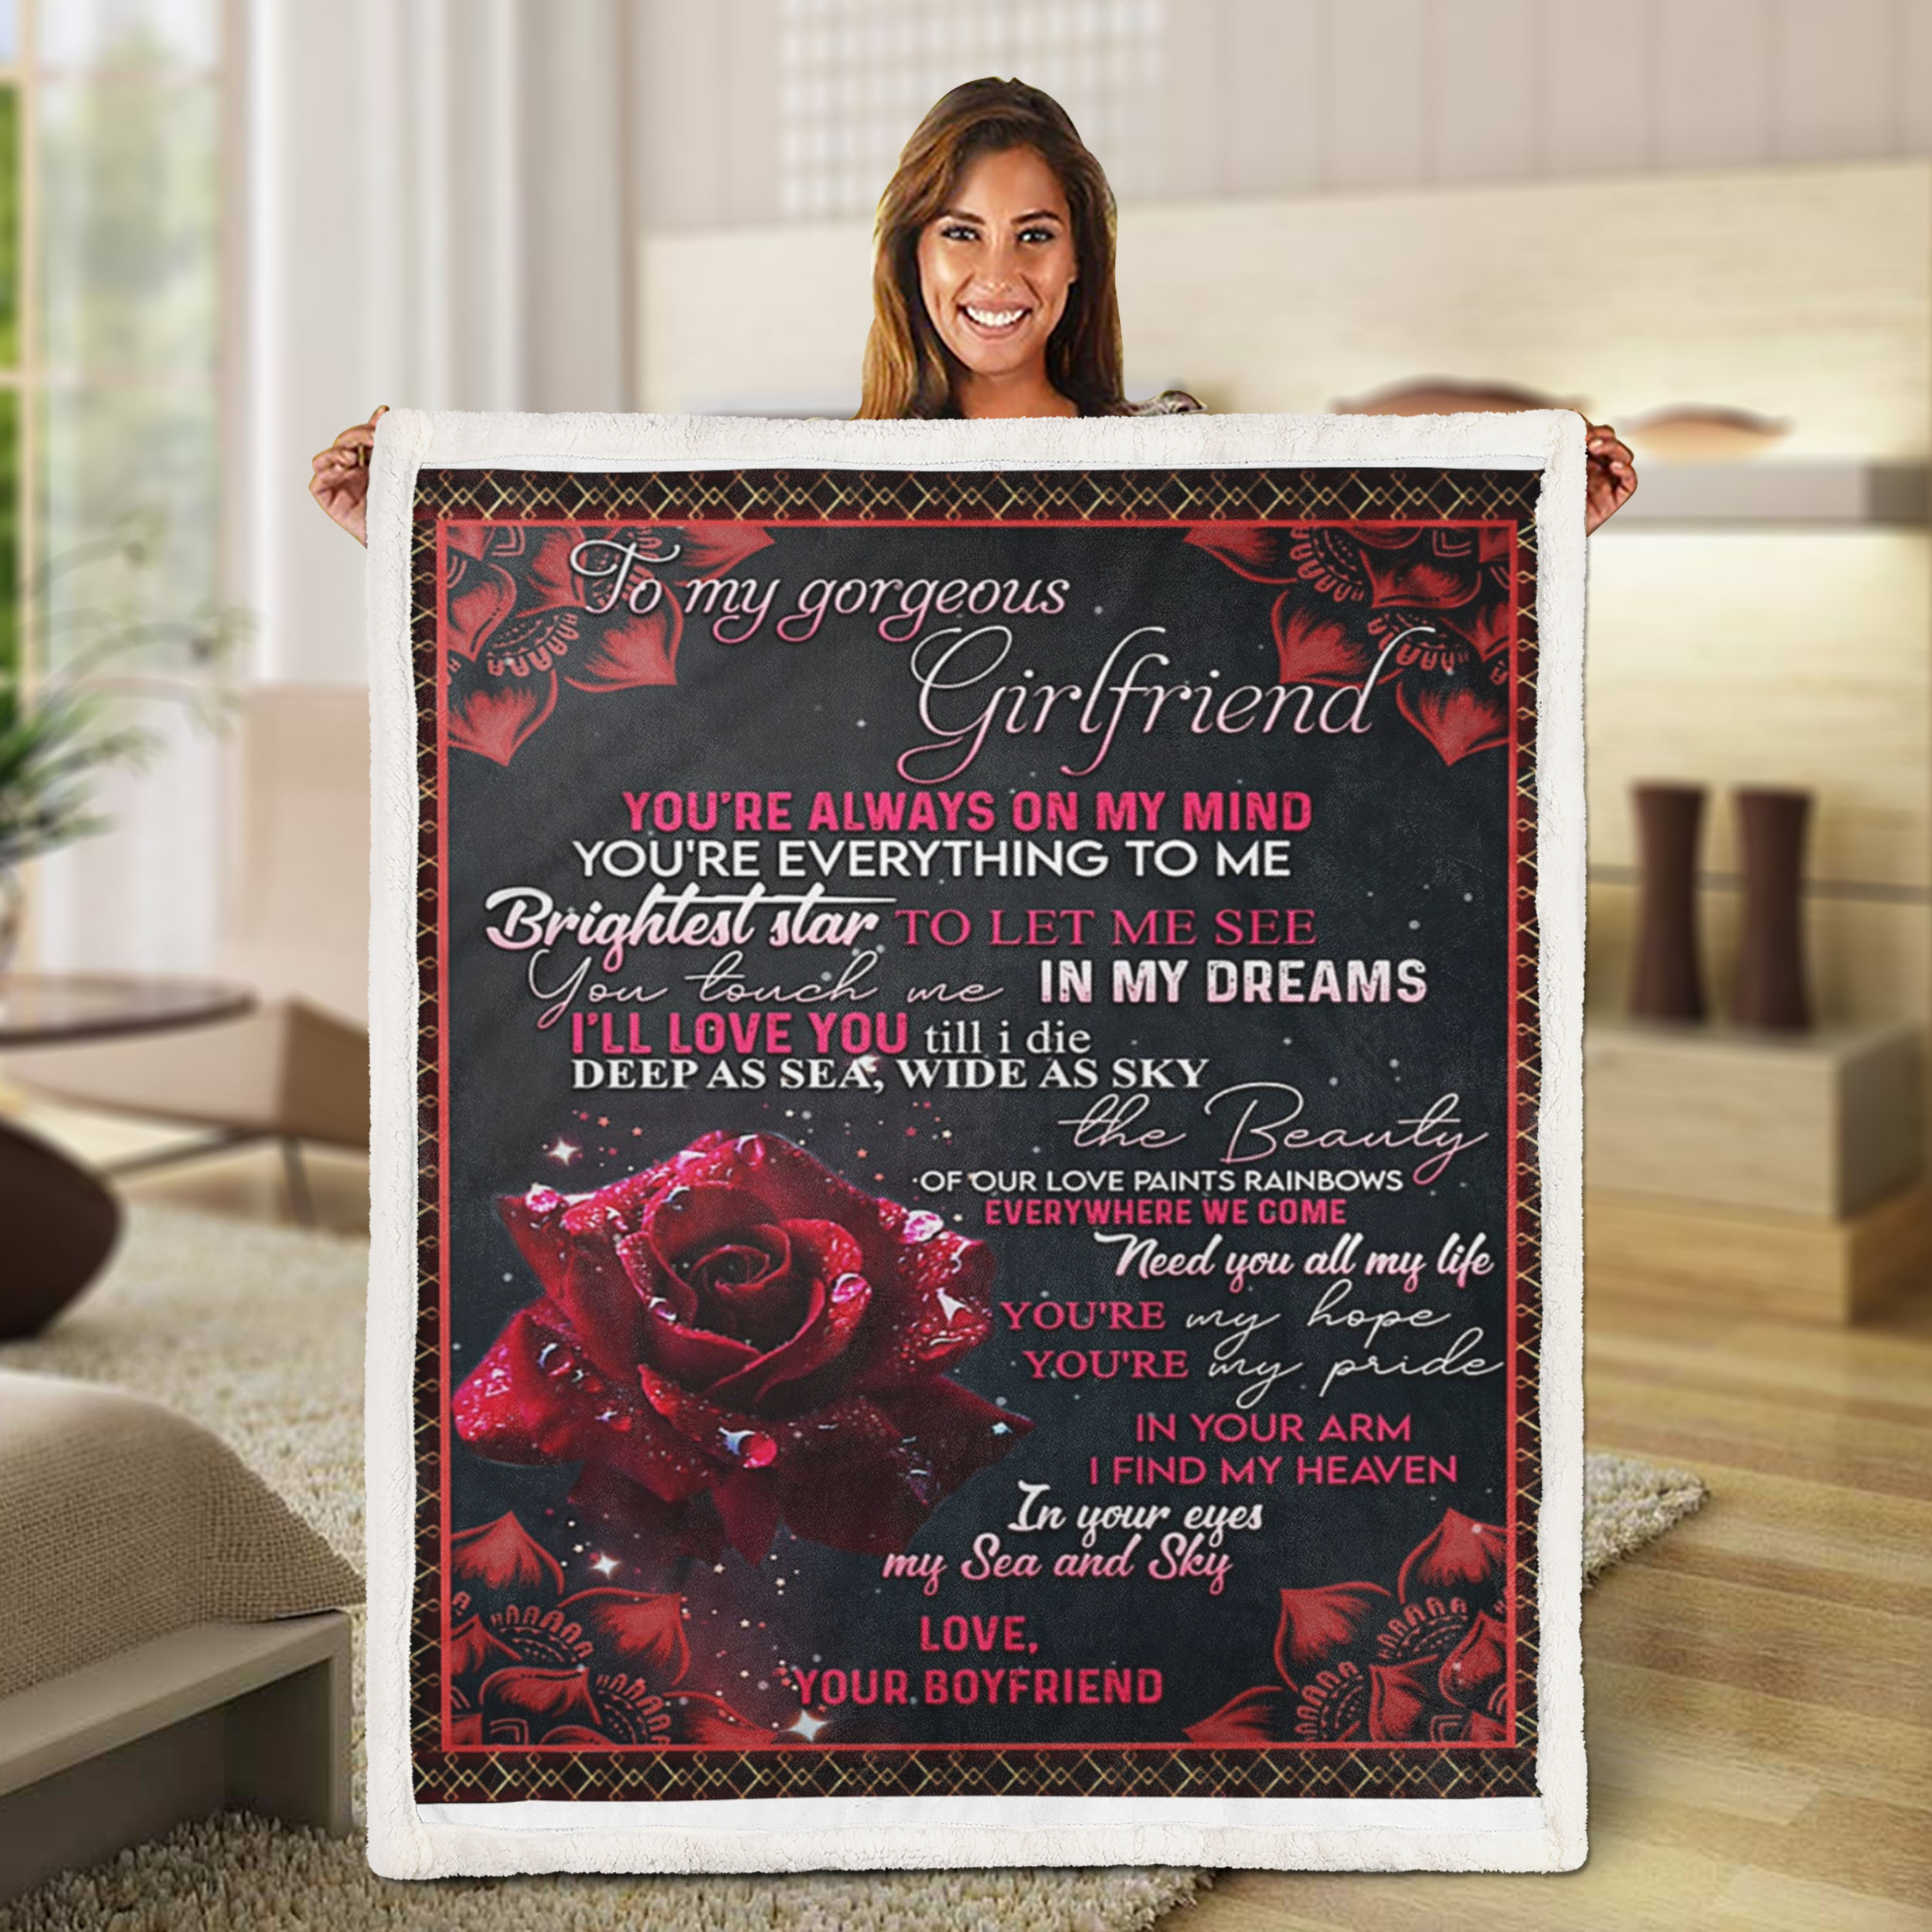 To my gorgeous
Girlfriend
YOU'RE ALWAYS ON MY MIND
YOU'RE EVERYTHING TO ME
Brightest star TO LET ME SEE
You touch me IN MY DREAMS
I'LL LOVE YOU till i die
DEEP AS SEA, WIDE AS SKY
the Beauty
OF OUR LOVE PAINTS RAINBOWS
EVERYWHERE WE COME
Need you all my life
YOU'RE my hope
YOU'RE my pride
IN YOUR ARM
I FIND MY HEAVEN
In your eyes
my Sea and Sky
LOVE,
YOUR BOYFRIEND